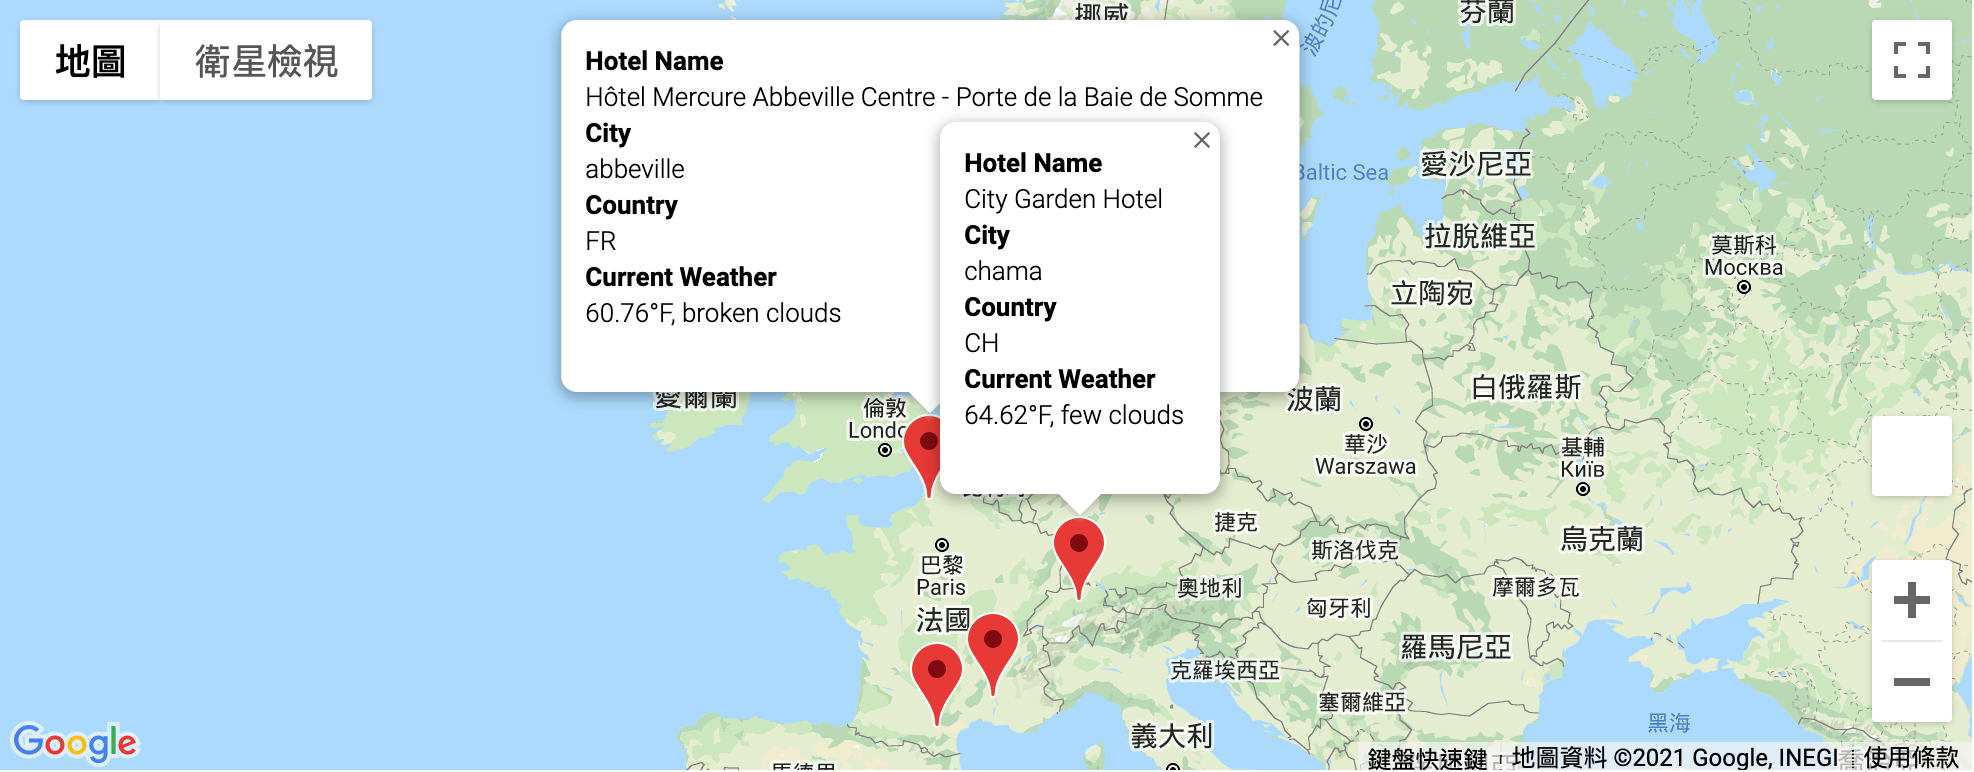 地圖
衛星檢視
挪威
芬蘭
Hotel Name
Hôtel Mercure Abbeville Centre - Porte de la Baie de Somme
City
abbeville
Country
FR
Current Weather
60.76°F, broken clouds
Hotel Name
City Garden Hotel
City
chama
Country
CH
Current Weather
64.62°F, few clouds
Baltic Sea
愛沙尼亞
拉脫維亞
莫斯科
Москва
立陶宛
白俄羅斯
波蘭
華沙
Warszawa
基輔
Київ
愛爾蘭
倫敦
捷克
斯洛伐克
烏克蘭
巴黎
Paris
法國
奧地利
匈牙利
摩爾多瓦
羅馬尼亞
克羅埃西亞
塞爾維亞
義大利
黑海
馬德里
Google
鍵盤快速鍵
地圖資料 ©2021 Google, INEGI
使用條款